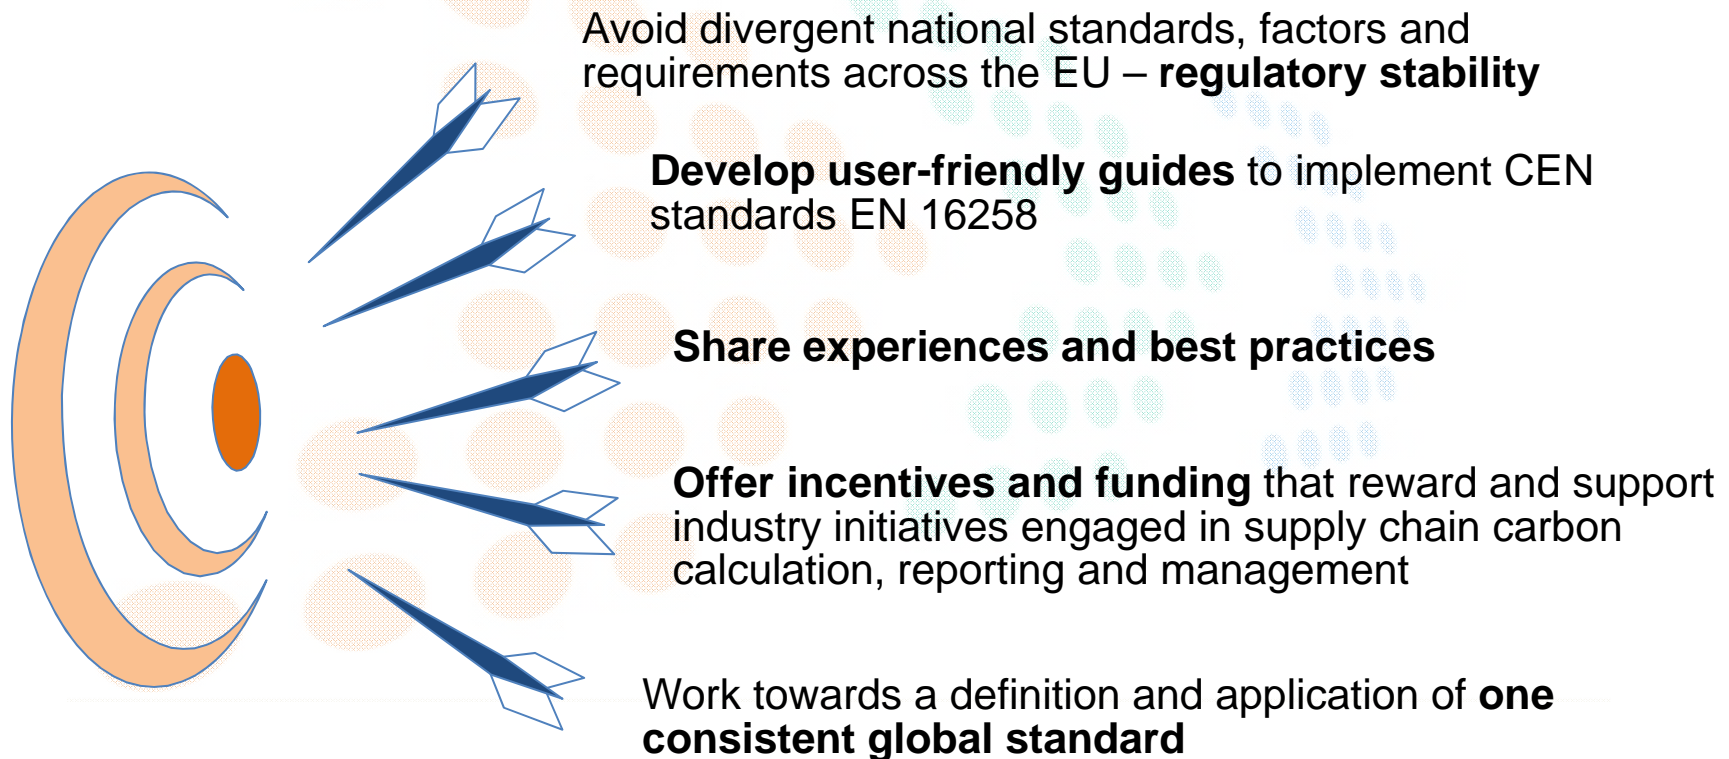 Avoid divergent national standards, factors and
requirements across the EU – regulatory stability
Develop user-friendly guides to implement CEN
standards EN 16258
Share experiences and best practices
Offer incentives and funding that reward and support
industry initiatives engaged in supply chain carbon
calculation, reporting and management
Work towards a definition and application of one
consistent global standard